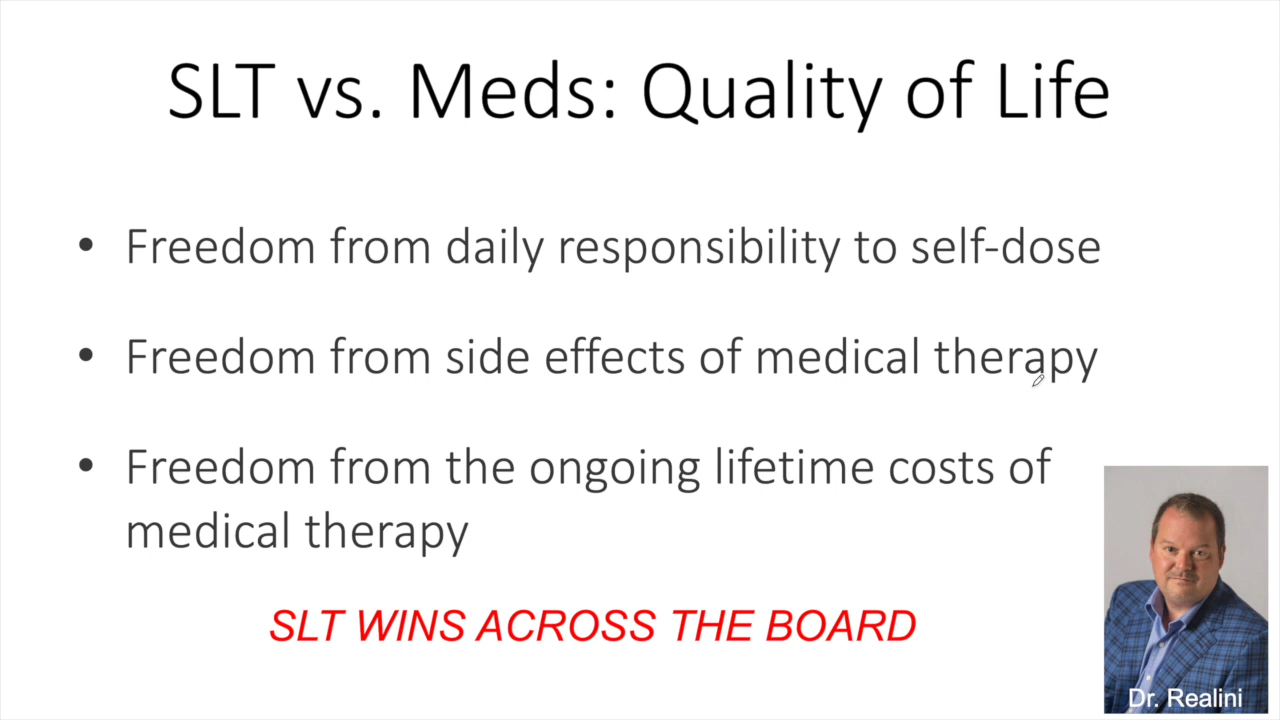 SLT vs. Meds: Quality of Life
• Freedom from daily responsibility to self-dose
• Freedom from side effects of medical therapy
• Freedom from the ongoing lifetime costs of
medical therapy
SLT WINS ACROSS THE BOARD
Dr. Realini